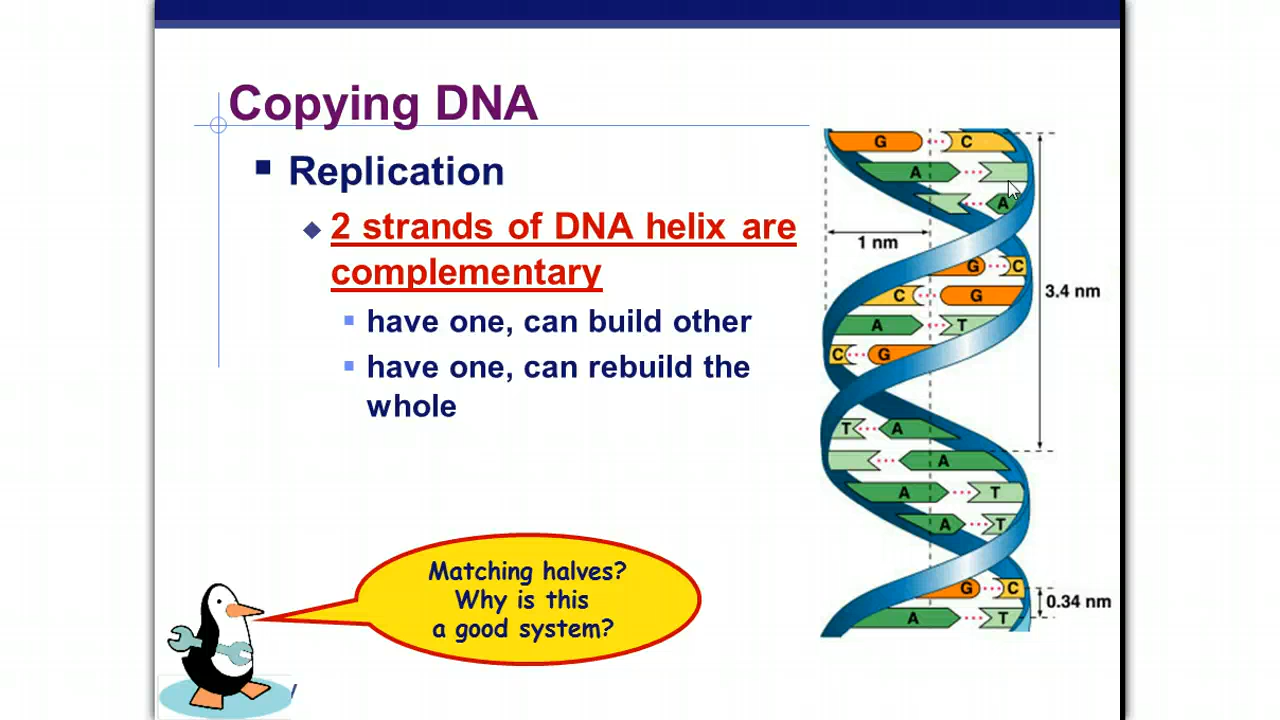 Copying DNA
Replication
2 strands of DNA helix are
complementary
have one, can build other
have one, can rebuild the
whole
Matching halves?
Why is this
a good system?
G C
A
A
1 nm
G C
C G
A T
C G
3.4 nm
T A
A
A T
A T
G C
0.34 nm
A T